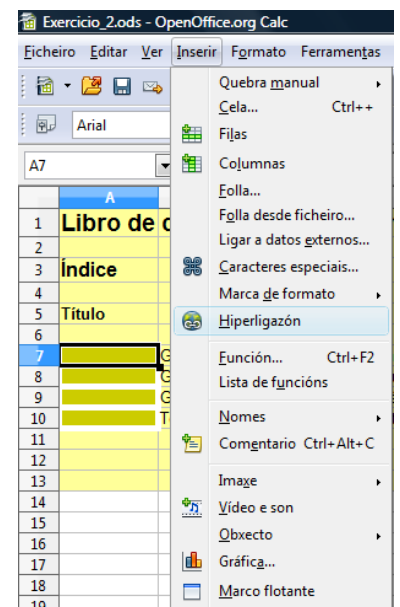 Exercicio_2.ods - OpenOffice.org Calc
Ficheiro Editar Ver Inserir Formato Ferramentas
Arial
A7
A
1 Libro de
2
3 Índice
4
5 Título
6
7 G
8 G
9 G
10 T
11
12
13
14
15
16
17
18
19
Quebra manual
Cela... Ctrl++
Filas
Columnas
Folla...
Folla desde ficheiro...
Ligar a datos externos...
Caracteres especiais...
Marca de formato
Hiperligazón
Función... Ctrl+F2
Lista de funcións
Nomes
Comentario Ctrl+Alt+C
Imaxe
Vídeo e son
Obxecto
Gráfica...
Marco flotante